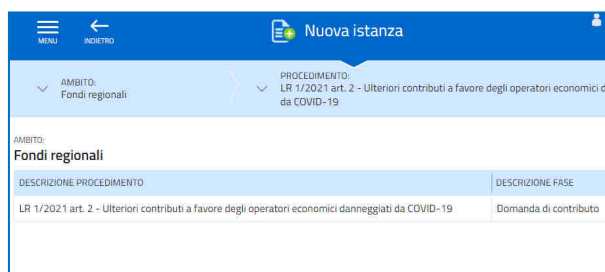 MENU
INDIETRO
Nuova istanza
AMBITO:
Fondi regionali
PROCEDIMENTO:
LR 1/2021 art. 2 - Ulteriori contributi a favore degli operatori economici d
da COVID-19
AMBITO:
Fondi regionali
DESCRIZIONE PROCEDIMENTO
DESCRIZIONE FASE
LR 1/2021 art. 2 - Ulteriori contributi a favore degli operatori economici danneggiati da COVID-19
Domanda di contributo